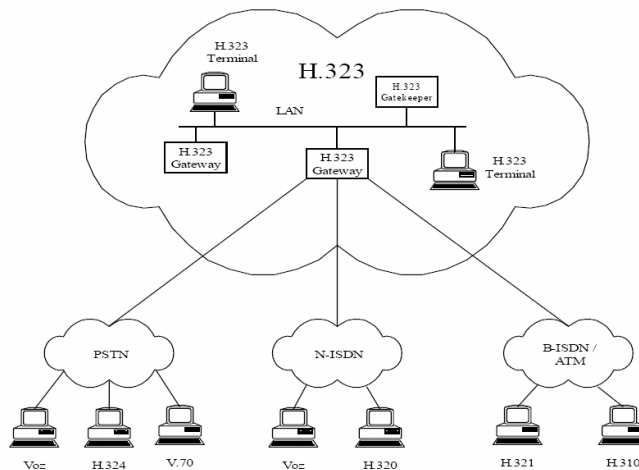 H.323
Terminal
H.323
H.323
Gatekeeper
LAN
H.323
Gateway
H.323
Gateway
H.323
Terminal
PSTN
N-ISDN
B-ISDN /
ATM
Voz
H.324
V.70
Voz
H.320
H.321
H.310